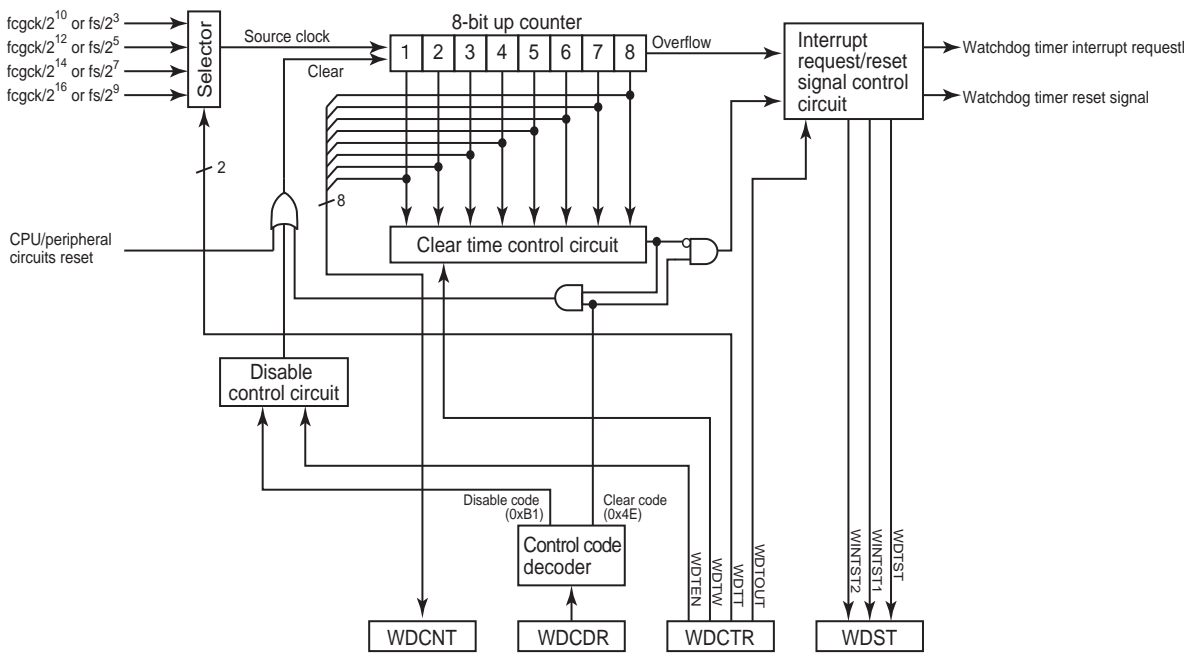 8-bit up counter
fcgck/2^10 or fs/2^3
fcgck/2^12 or fs/2^5
fcgck/2^14 or fs/2^7
fcgck/2^16 or fs/2^9
Selector
Source clock
Clear
1 2 3 4 5 6 7 8
Overflow
Interrupt
request/reset
signal control
circuit
Watchdog timer interrupt requestl
Watchdog timer reset signal
2
8
CPU/peripheral
circuits reset
Clear time control circuit
Disable
control circuit
Disable code
(0xB1)
Clear code
(0x4E)
Control code
decoder
WDTEN
WDTW
WDTT
WDTOUT
WINTST2
WINTST1
WDTST
WDCNT
WDCDR
WDCTR
WDST